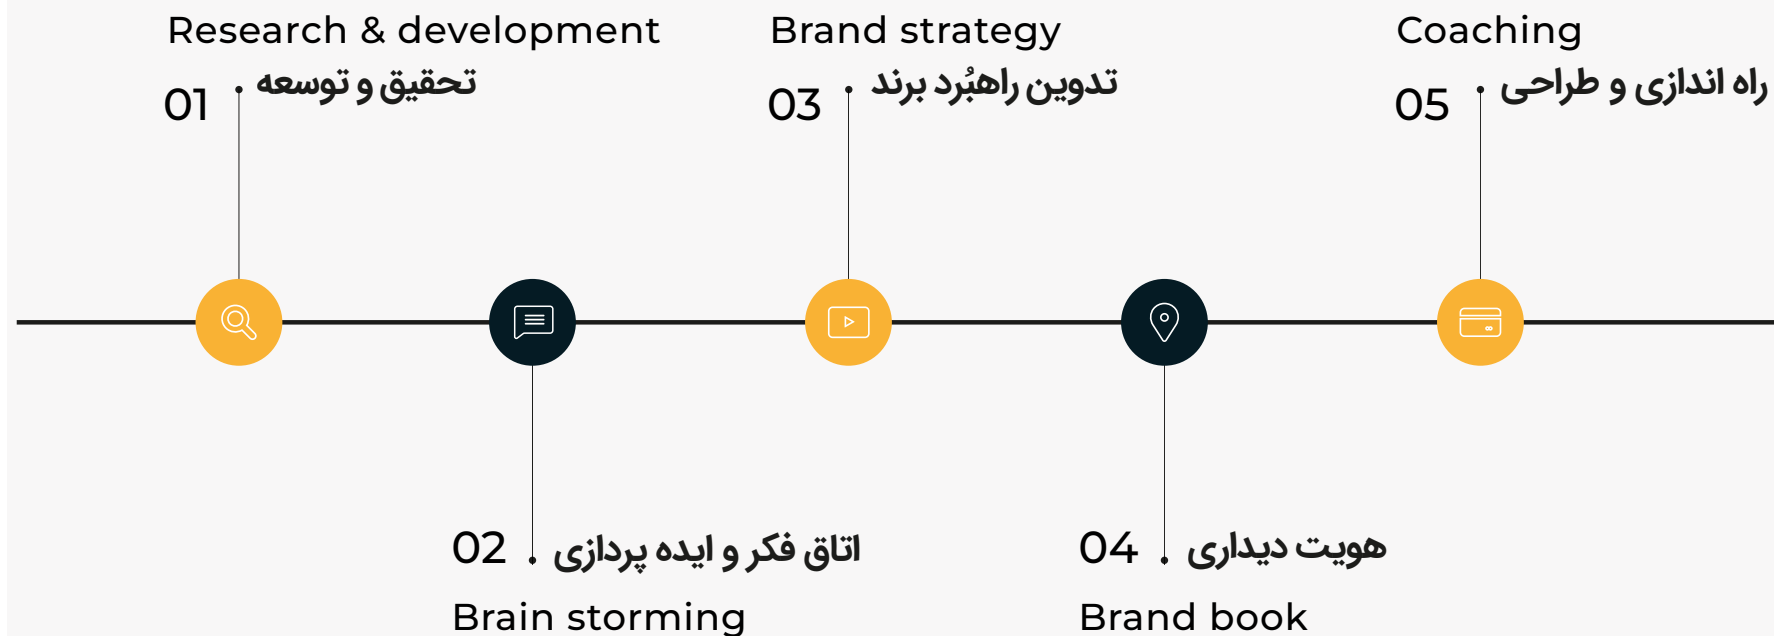 Research & development
تحقیق و توسعه
01
Brand strategy
تدوین راهبُرد برند
03
Coaching
راه اندازی و طراحی
05
02
اتاق فکر و ایده پردازی
Brain storming
04
هویت دیداری
Brand book